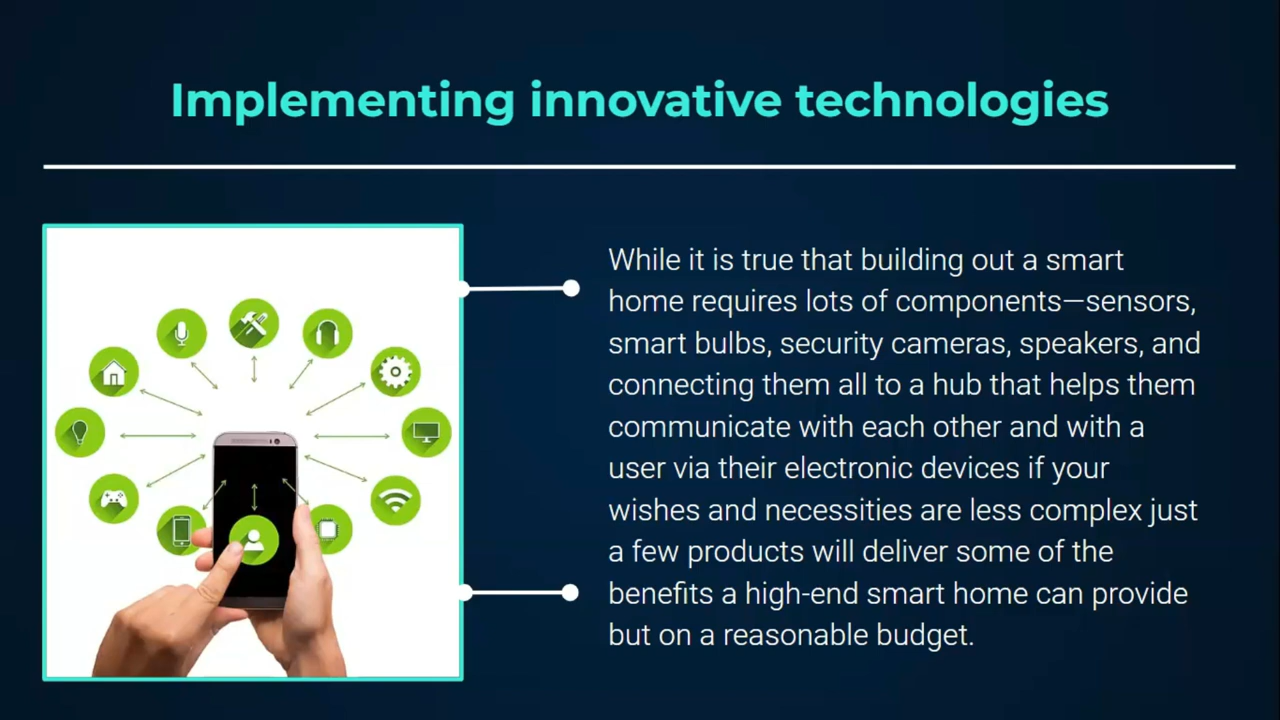 Implementing innovative technologies
While it is true that building out a smart
home requires lots of components—sensors,
smart bulbs, security cameras, speakers, and
connecting them all to a hub that helps them
communicate with each other and with a
user via their electronic devices if your
wishes and necessities are less complex just
a few products will deliver some of the
benefits a high-end smart home can provide
but on a reasonable budget.